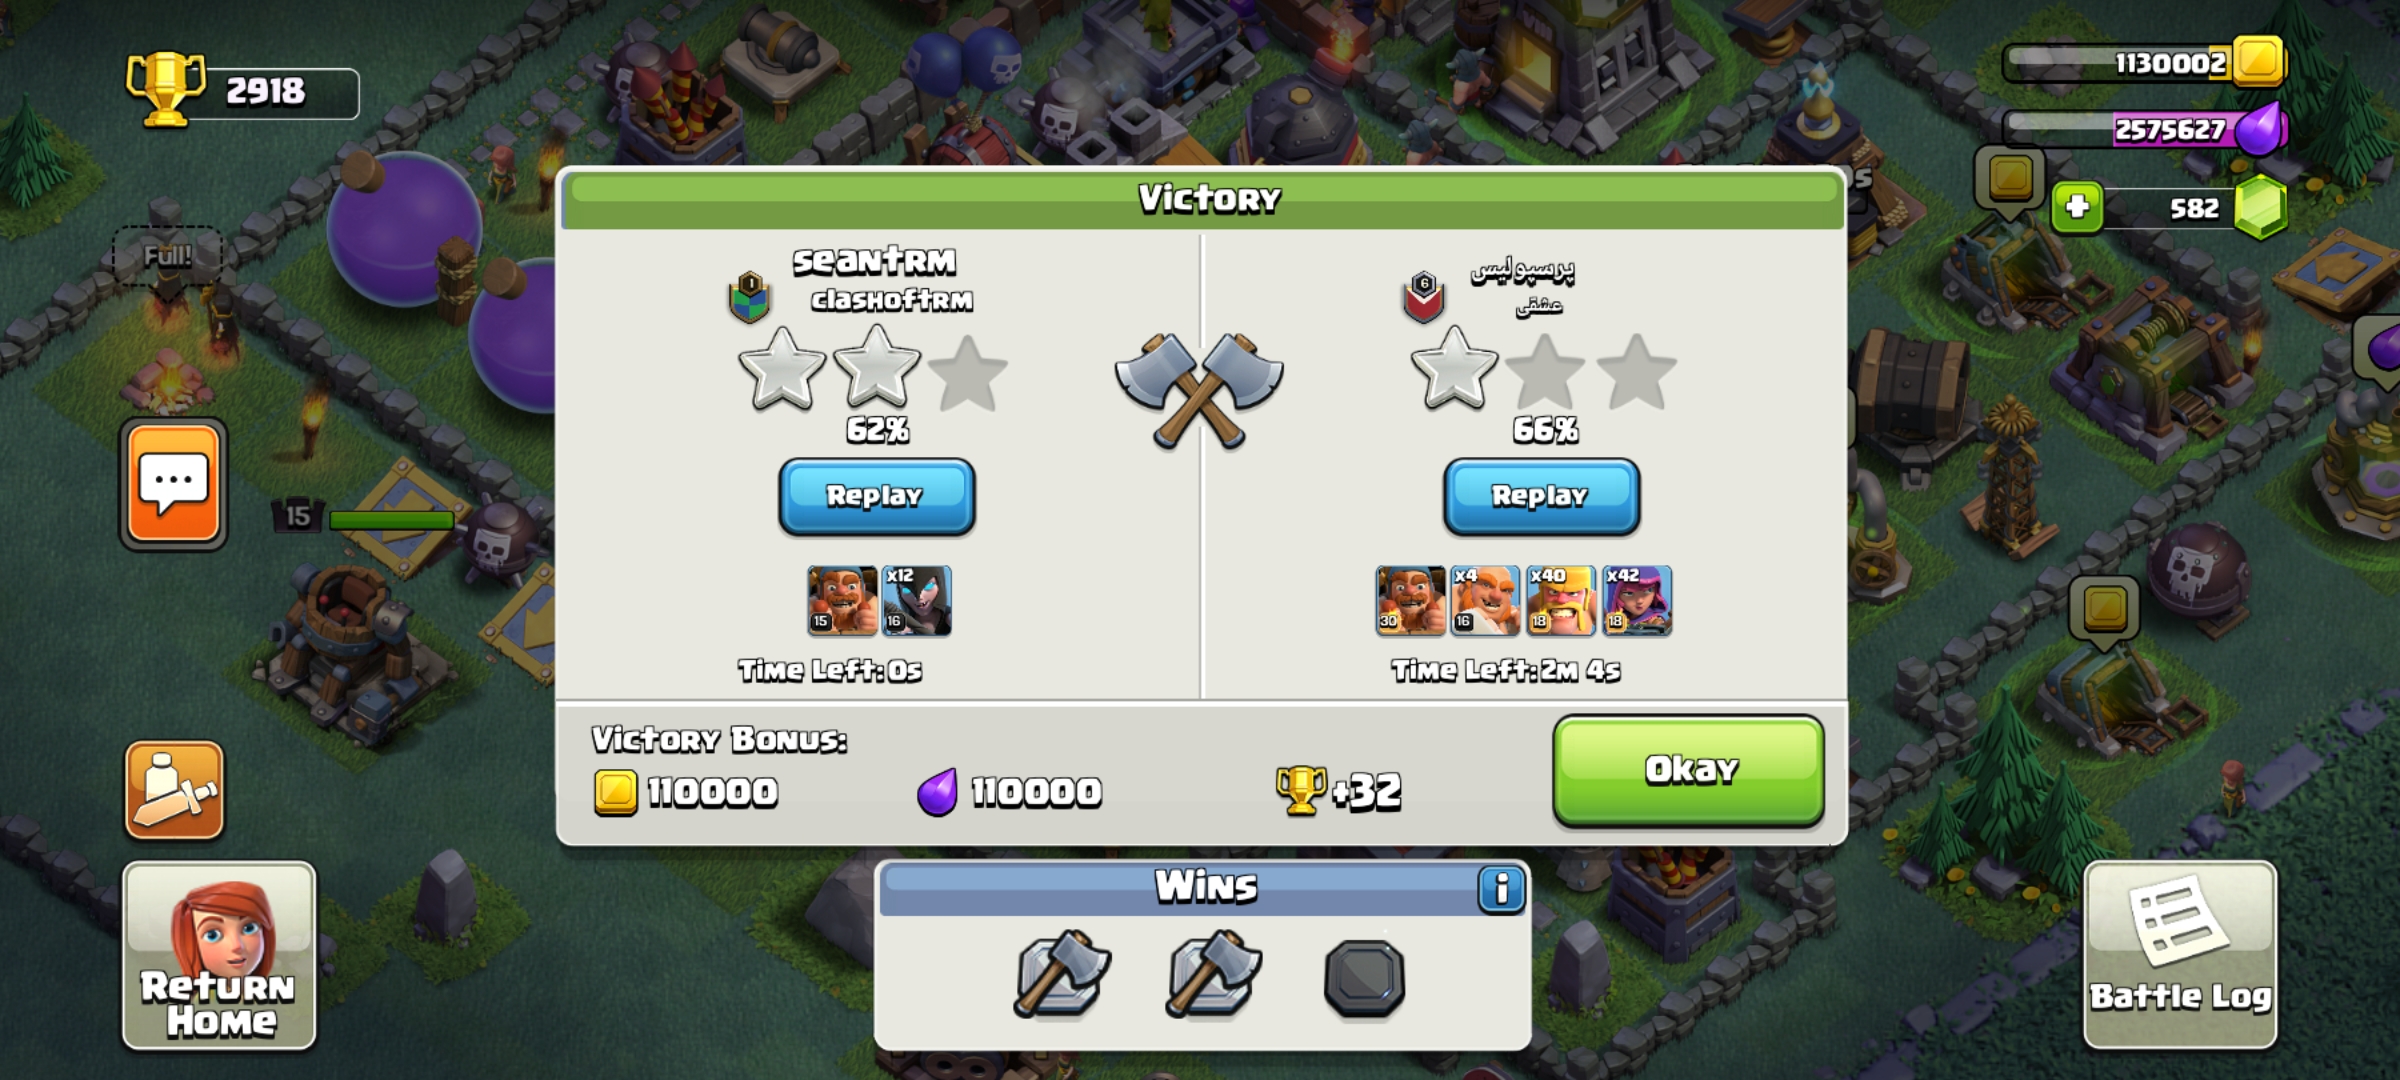 2918
1130002
2575627
582
Full!
15
Victory
seantrm
clashoftrm
1
62%
Replay
x12
15
16
Time Left: 0s
پرسپولیس
عشقی
6
66%
Replay
x4
x40
x42
30
16
18
18
Time Left: 2m 4s
Victory Bonus:
110000
110000
+32
Okay
Wins
i
Return
Home
Battle Log